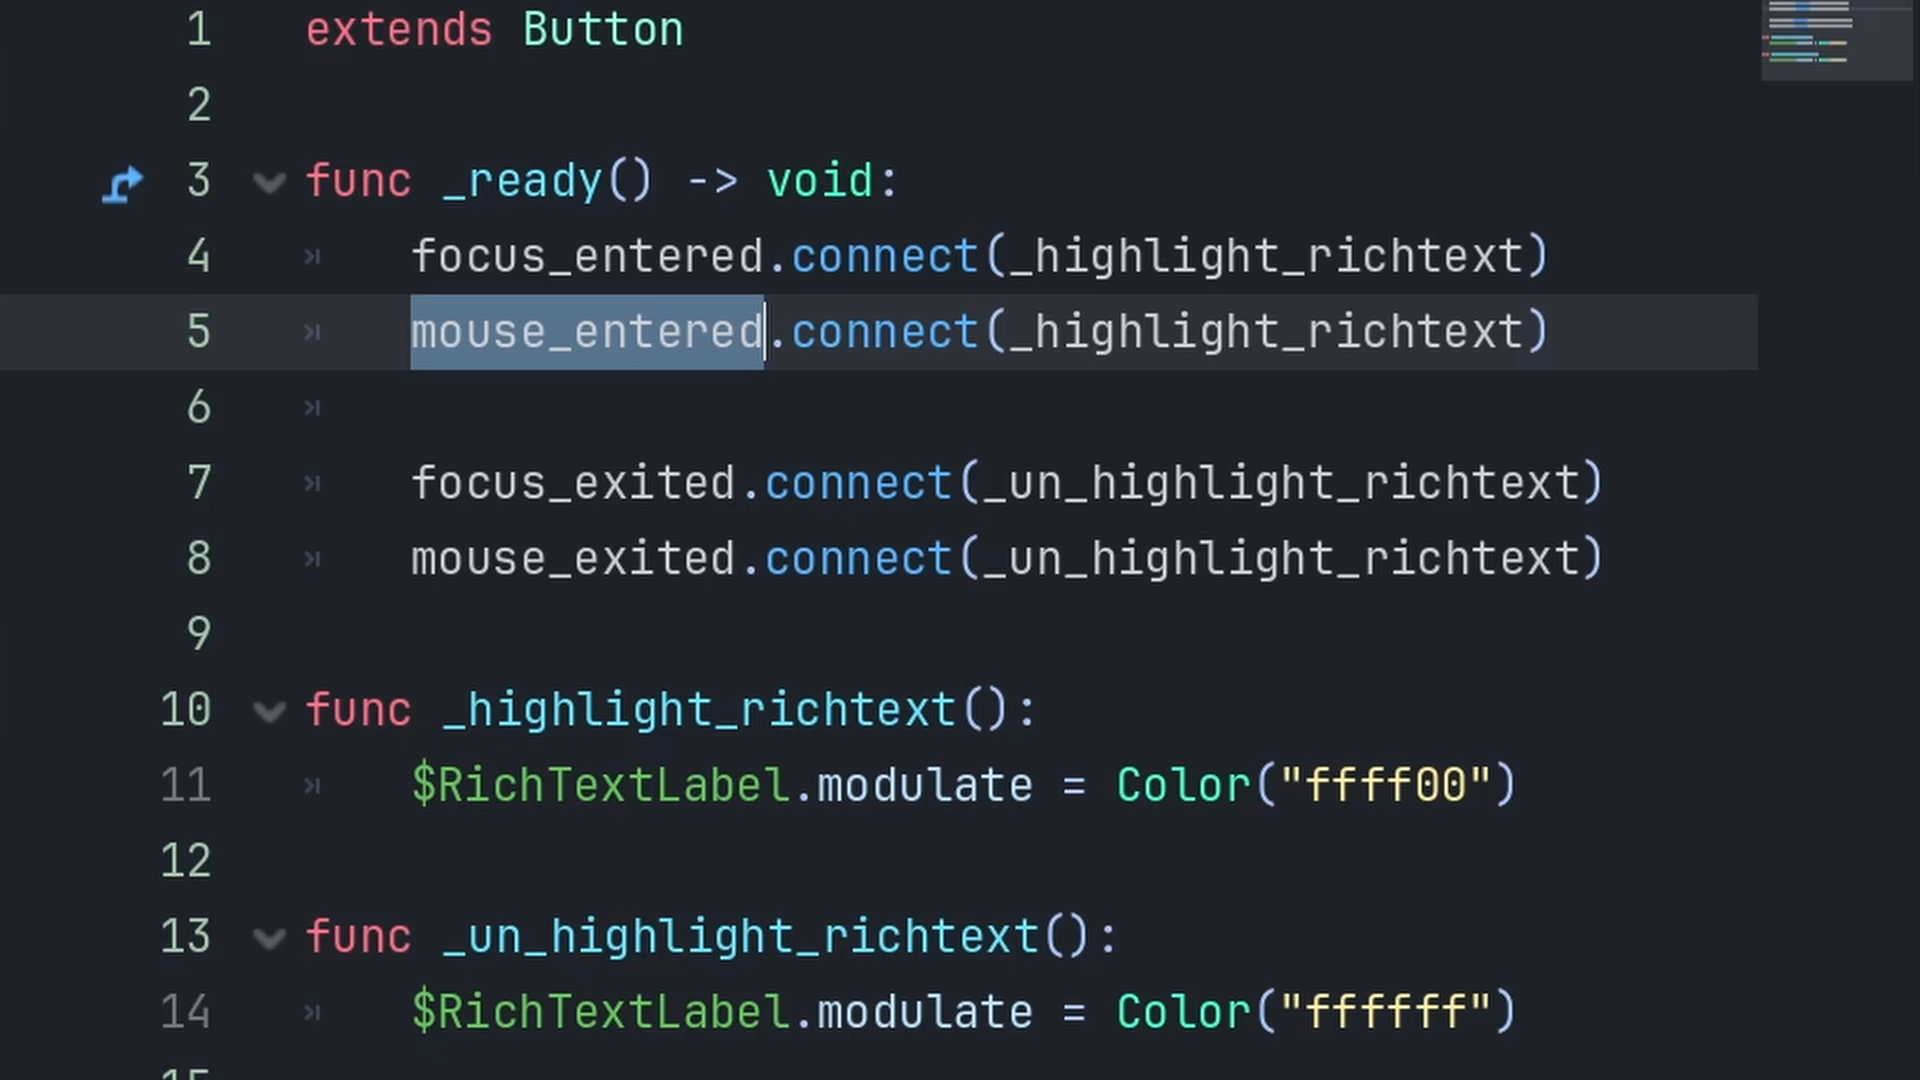 1 extends Button
2
3 func _ready() -> void:
4 focus_entered.connect(_highlight_richtext)
5 mouse_entered.connect(_highlight_richtext)
6
7 focus_exited.connect(_un_highlight_richtext)
8 mouse_exited.connect(_un_highlight_richtext)
9
10 func _highlight_richtext():
11 $RichTextLabel.modulate = Color("ffff00")
12
13 func _un_highlight_richtext():
14 $RichTextLabel.modulate = Color("ffffff")